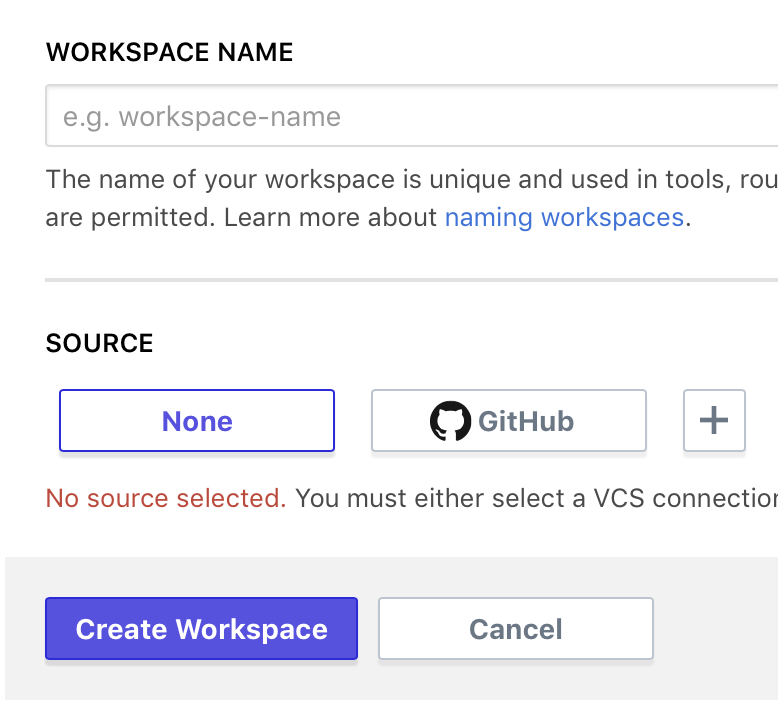 WORKSPACE NAME
e.g. workspace-name
The name of your workspace is unique and used in tools, rou
are permitted. Learn more about naming workspaces.
SOURCE
None
GitHub
No source selected. You must either select a VCS connection
Create Workspace
Cancel